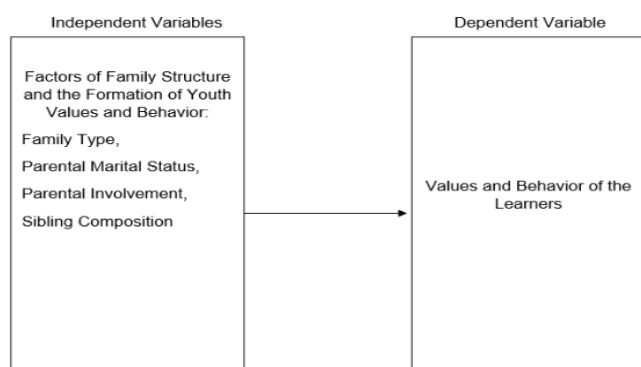 Independent Variables
Factors of Family Structure
and the Formation of Youth
Values and Behavior:
Family Type,
Parental Marital Status,
Parental Involvement,
Sibling Composition
Dependent Variable
Values and Behavior of the
Learners